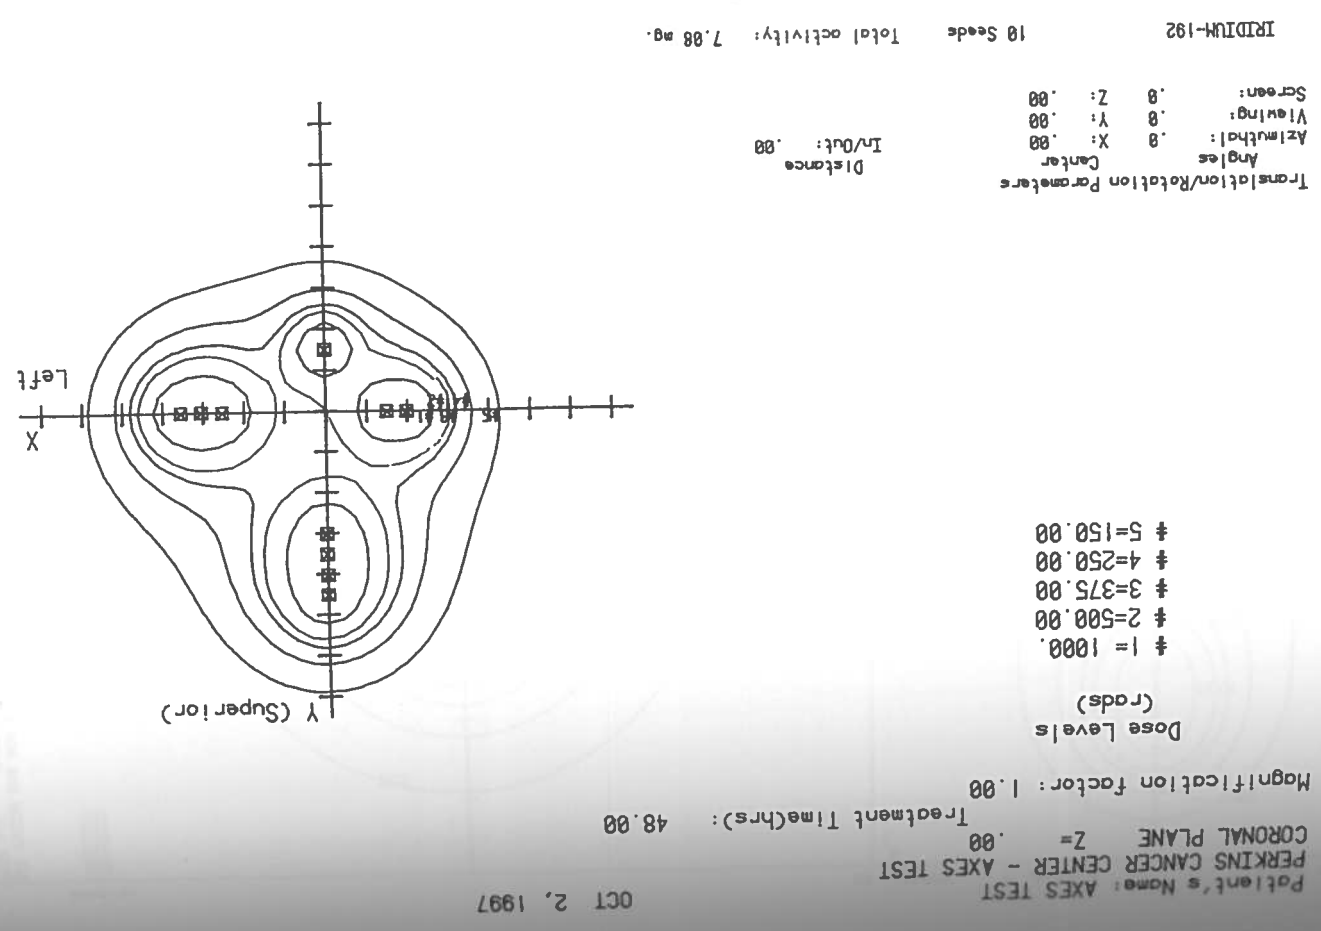 OCT 2, 1997
Patient's Name: AXES TEST
PERKINS CANCER CENTER - AXES TEST
CORONAL PLANE Z= .00
Treatment Time(hrs): 48.00
Magnification factor: 1.00
Dose Levels
(rads)
# 1= 1000.
# 2=500.00
# 3=375.00
# 4=250.00
# 5=150.00
Y (Superior)
X
Left
#1
#5
Translation/Rotation Parameters
Angles Center Distance
Azimuthal: .0 X: .00 In/Out: .00
Viewing: .0 Y: .00
Screen: .0 Z: .00
IRIDIUM-192 10 Seeds Total activity: 7.08 mg.